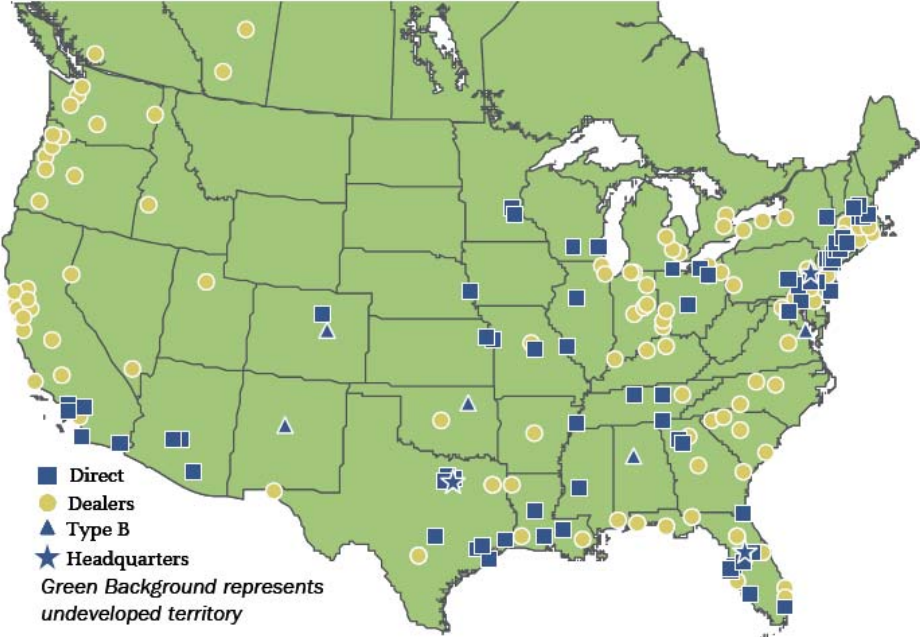 Direct
Dealers
Type B
Headquarters
Green Background represents
undeveloped territory